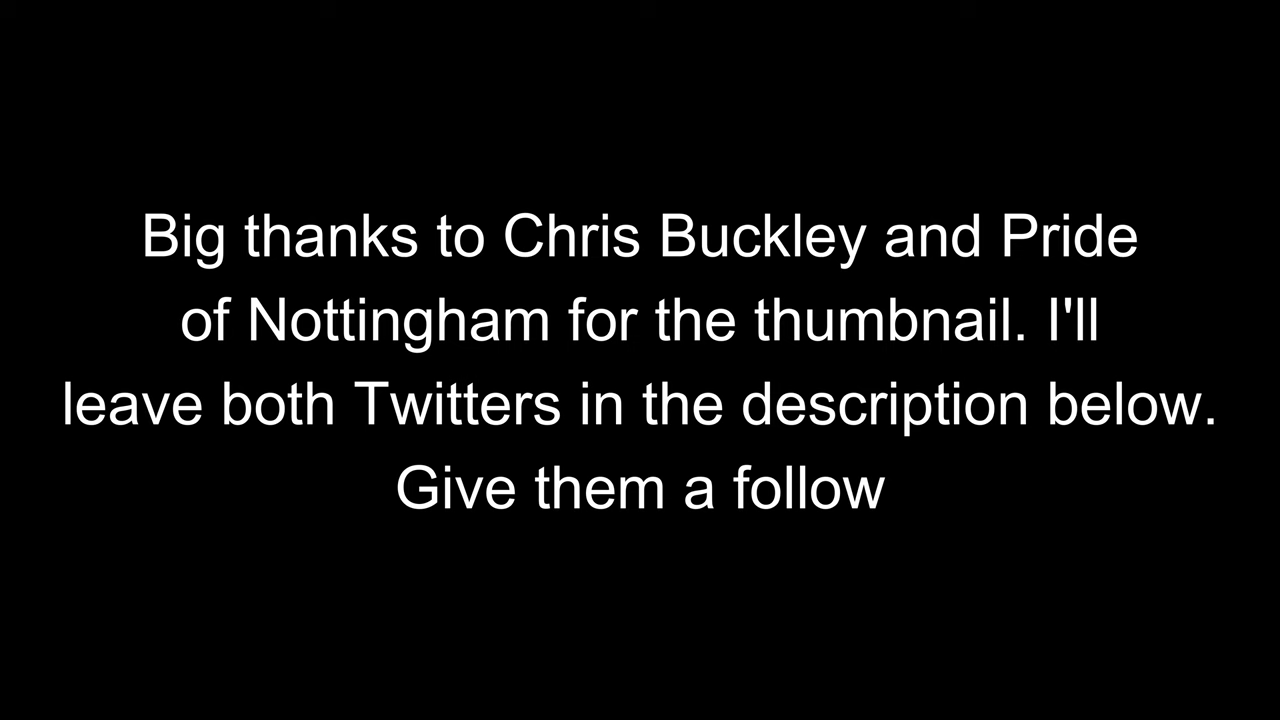 Big thanks to Chris Buckley and Pride
of Nottingham for the thumbnail. I'll
leave both Twitters in the description below.
Give them a follow